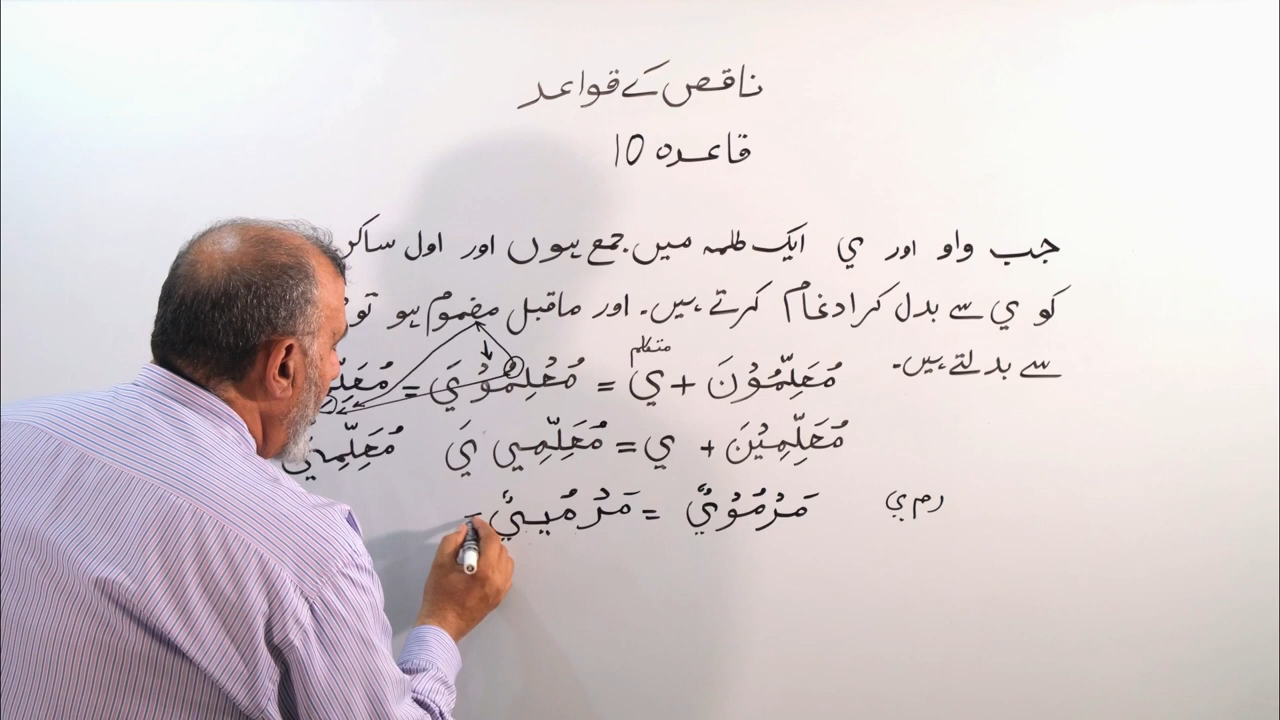 ناقص کے قواعد
قاعدہ 10
جب واو اور ي ایک کلمہ میں جمع ہوں اور اول ساکن
کو ي سے بدل کر ادغام کرتے ہیں۔ اور ماقبل مضموم ہو تو
سے بدلتے ہیں۔
متکلم
مُعَلِّمُوْنَ + ي = مُعَلِّمُوْيَ =
مُعَلِّمِيْنَ + ي = مُعَلِّمِي يَ مُعَلِّمِيَّ
رم ي مَرْمُوْيٌ = مَرْمُيْيٌ =